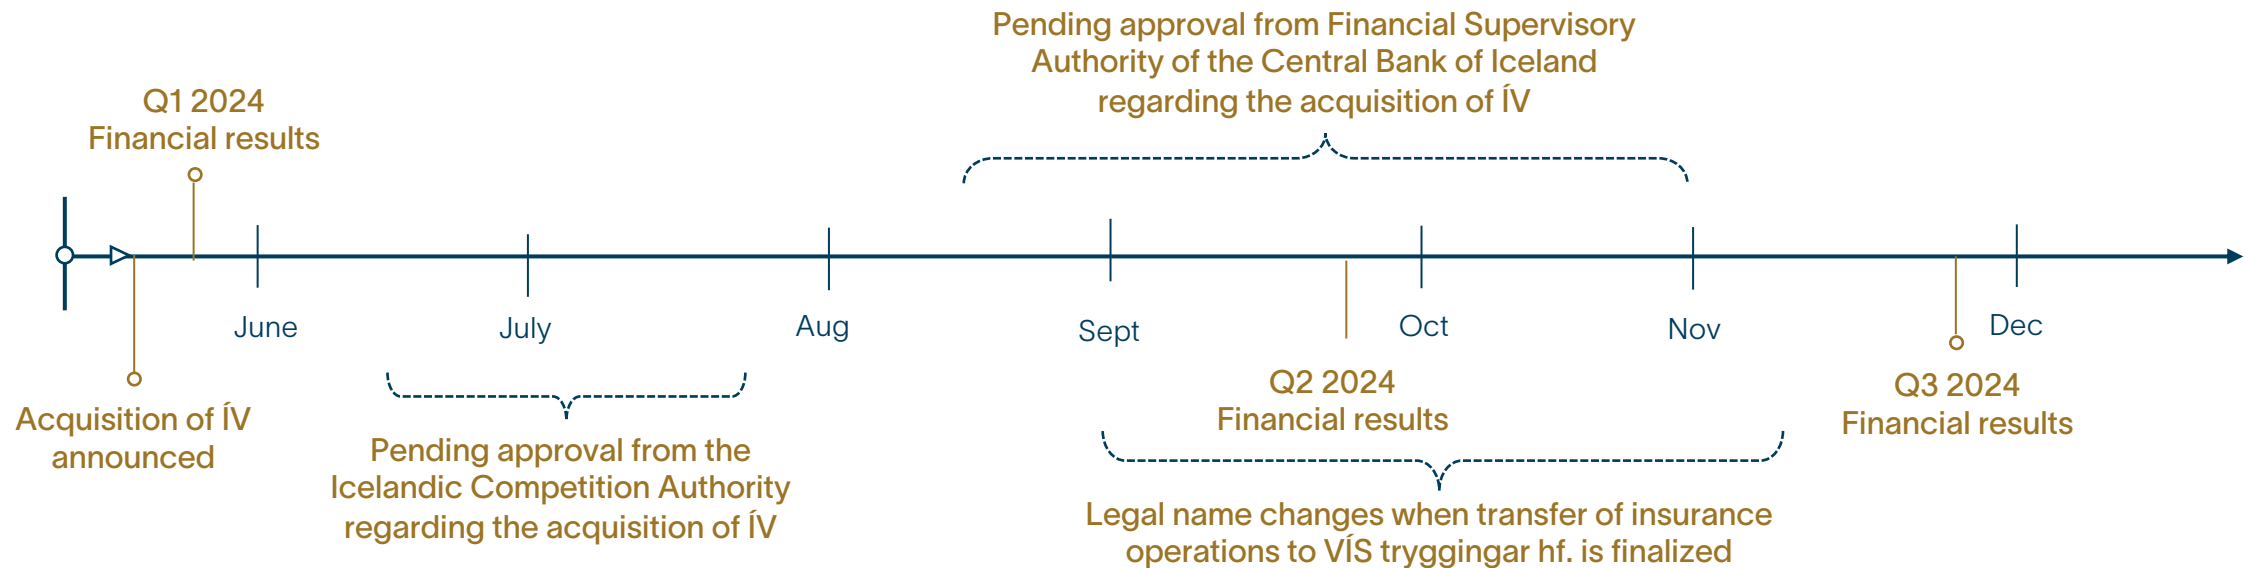 Pending approval from Financial Supervisory
Authority of the Central Bank of Iceland
regarding the acquisition of ÍV
Q1 2024
Financial results
June
July
Aug
Sept
Oct
Nov
Dec
Acquisition of ÍV
announced
Pending approval from the
Icelandic Competition Authority
regarding the acquisition of ÍV
Q2 2024
Financial results
Q3 2024
Financial results
Legal name changes when transfer of insurance
operations to VÍS tryggingar hf. is finalized